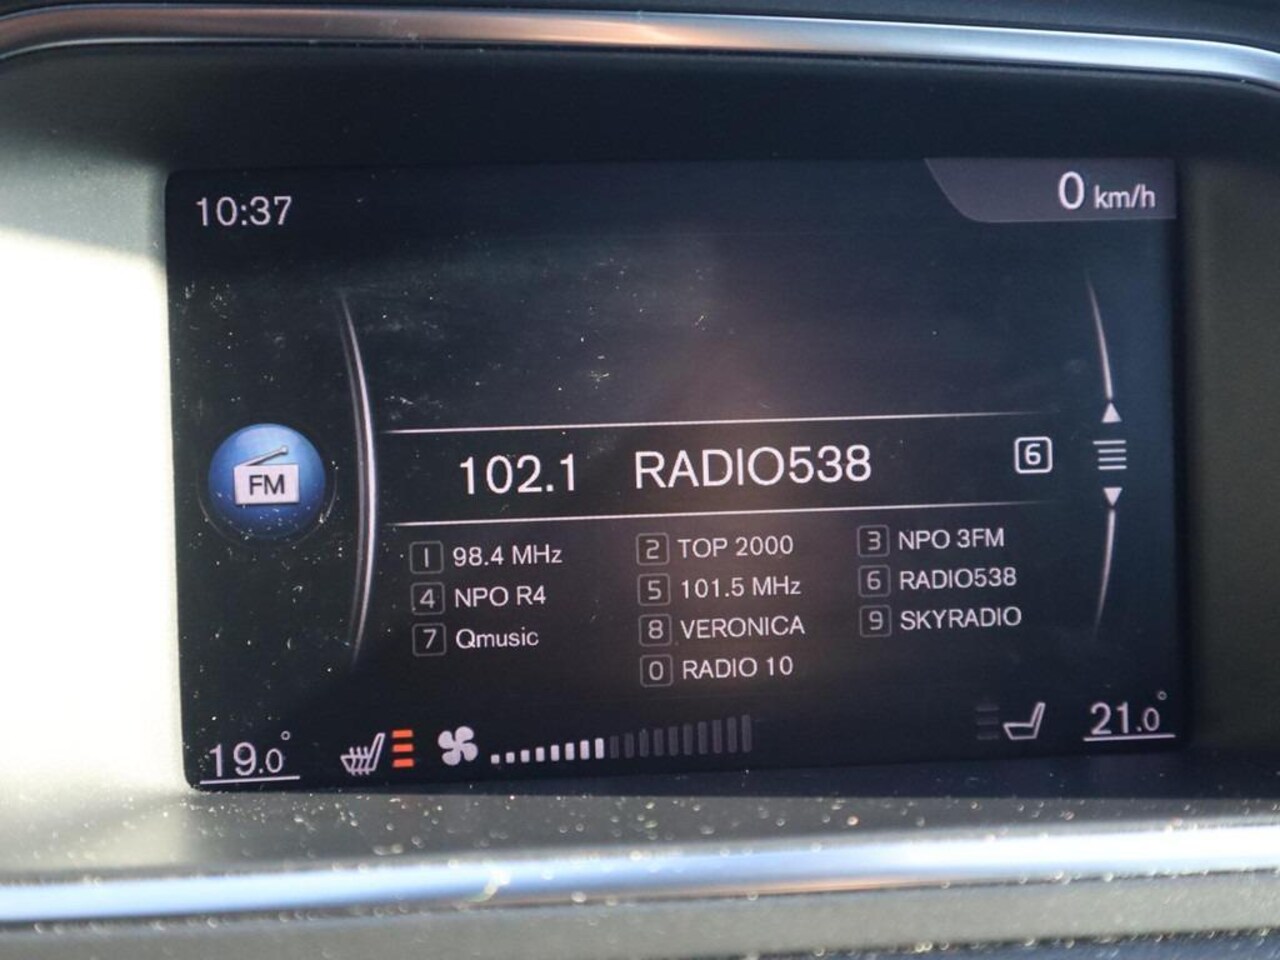 10:37
0 km/h
FM
102.1 RADIO538 6
1 98.4 MHz 2 TOP 2000 3 NPO 3FM
4 NPO R4 5 101.5 MHz 6 RADIO538
7 Qmusic 8 VERONICA 9 SKYRADIO
0 RADIO 10
19.0° 21.0°